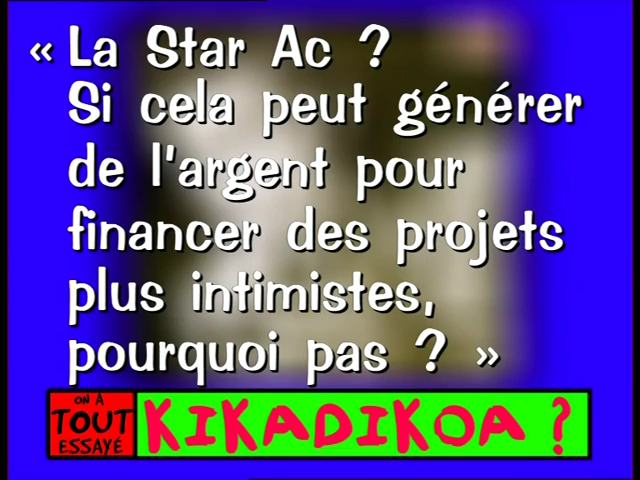 « La Star Ac ?
Si cela peut générer
de l'argent pour
financer des projets
plus intimistes,
pourquoi pas ? »
ON A
TOUT
ESSAYÉ
KIKADIKOA ?